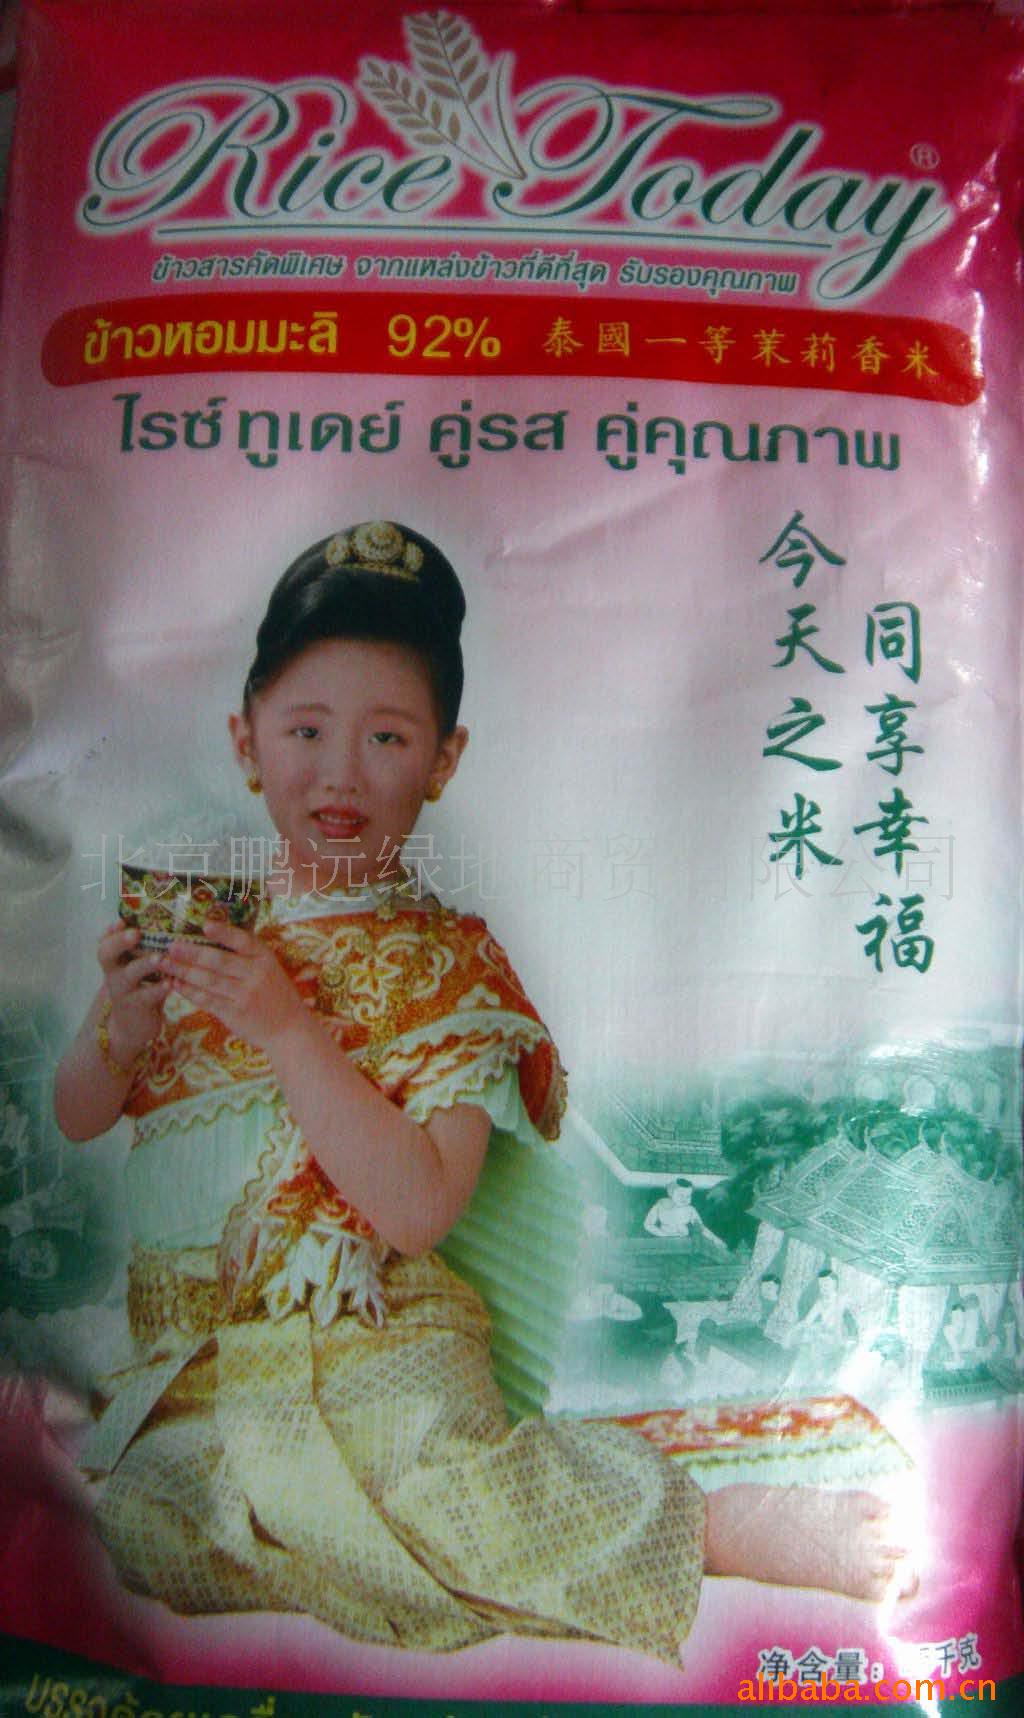 Rice Today®
ข้าวสารคัดพิเศษ จากแหล่งข้าวที่ดีที่สุด รับรองคุณภาพ
ข้าวหอมมะลิ 92% 泰國一等茉莉香米
ไรซ์ทูเดย์ คู่รส คู่คุณภาพ
今天之米
同享幸福
北京鹏远绿地商贸有限公司
净含量: 千克
alibaba.com.cn